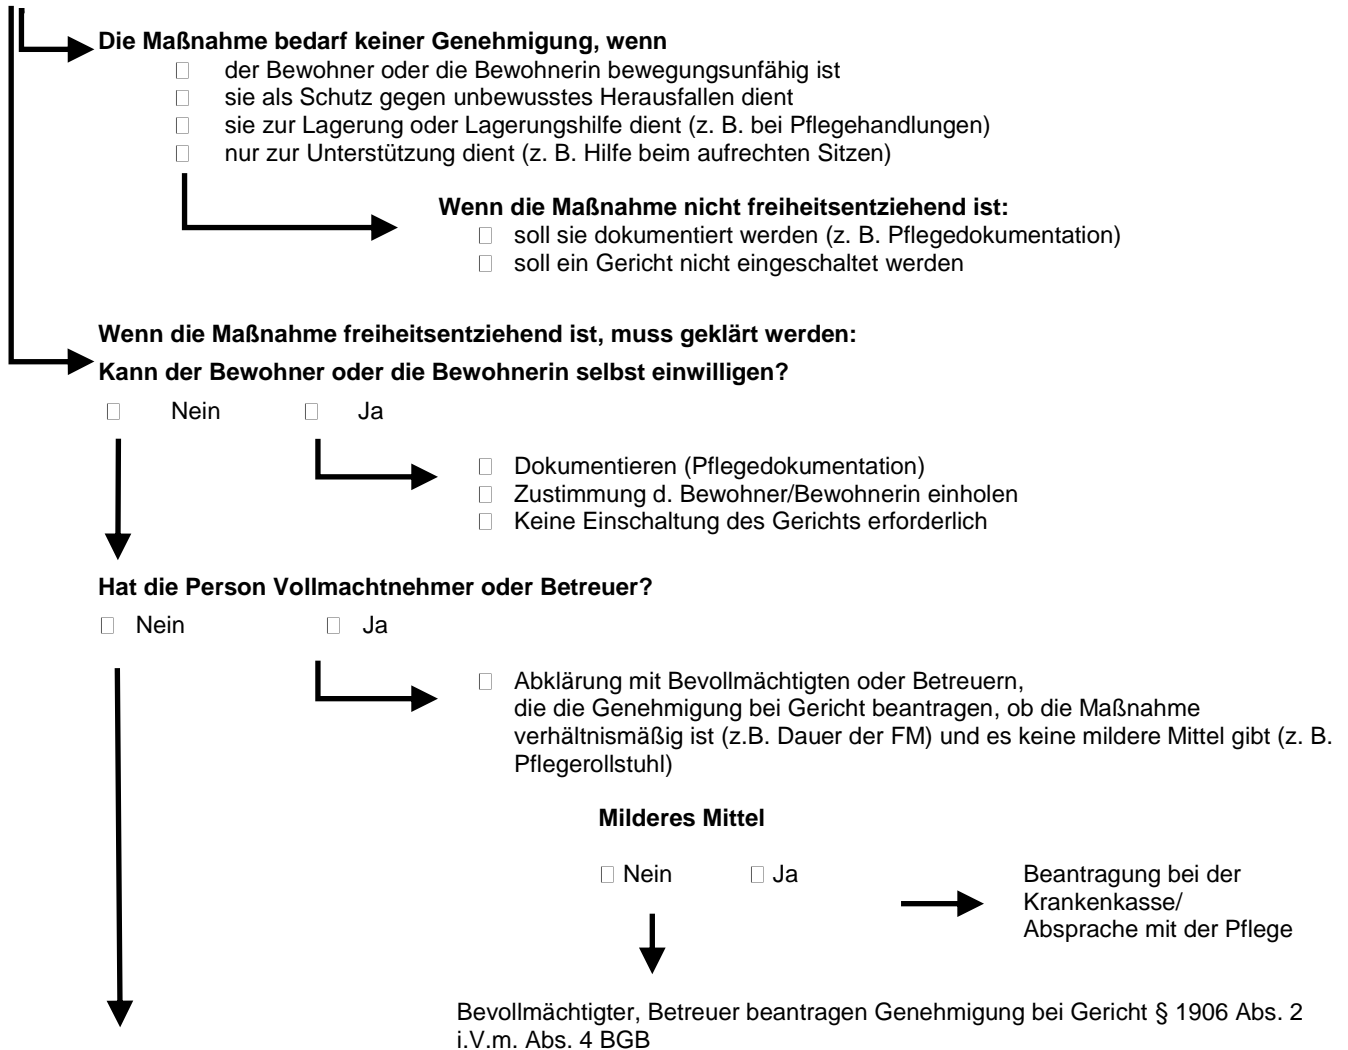 Die Maßnahme bedarf keiner Genehmigung, wenn
☐ der Bewohner oder die Bewohnerin bewegungsunfähig ist
☐ sie als Schutz gegen unbewusstes Herausfallen dient
☐ sie zur Lagerung oder Lagerungshilfe dient (z. B. bei Pflegehandlungen)
☐ nur zur Unterstützung dient (z. B. Hilfe beim aufrechten Sitzen)
Wenn die Maßnahme nicht freiheitsentziehend ist:
☐ soll sie dokumentiert werden (z. B. Pflegedokumentation)
☐ soll ein Gericht nicht eingeschaltet werden
Wenn die Maßnahme freiheitsentziehend ist, muss geklärt werden:
Kann der Bewohner oder die Bewohnerin selbst einwilligen?
☐ Nein ☐ Ja
☐ Dokumentieren (Pflegedokumentation)
☐ Zustimmung d. Bewohner/Bewohnerin einholen
☐ Keine Einschaltung des Gerichts erforderlich
Hat die Person Vollmachtnehmer oder Betreuer?
☐ Nein ☐ Ja
☐ Abklärung mit Bevollmächtigten oder Betreuern,
die die Genehmigung bei Gericht beantragen, ob die Maßnahme
verhältnismäßig ist (z.B. Dauer der FM) und es keine mildere Mittel gibt (z. B.
Pflegerollstuhl)
Milderes Mittel
☐ Nein ☐ Ja
Beantragung bei der
Krankenkasse/
Absprache mit der Pflege
Bevollmächtigter, Betreuer beantragen Genehmigung bei Gericht § 1906 Abs. 2
i.V.m. Abs. 4 BGB